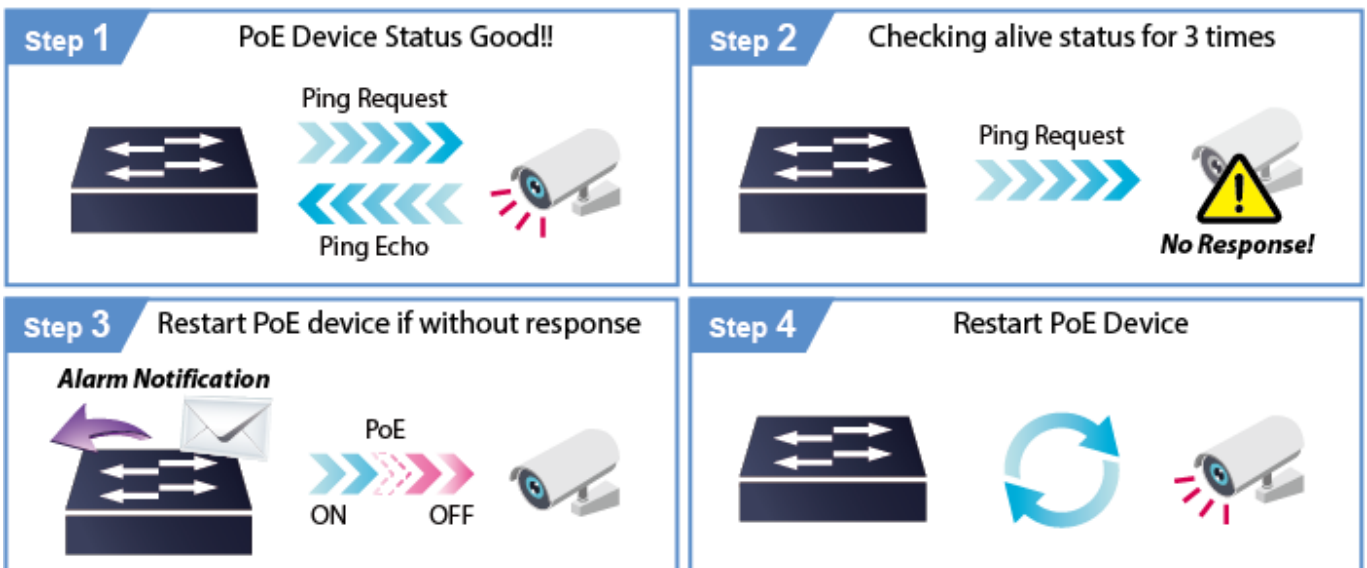 Step 1
PoE Device Status Good!!
Ping Request
Ping Echo
Step 2
Checking alive status for 3 times
Ping Request
No Response!
Step 3
Restart PoE device if without response
Alarm Notification
PoE
ON
OFF
Step 4
Restart PoE Device